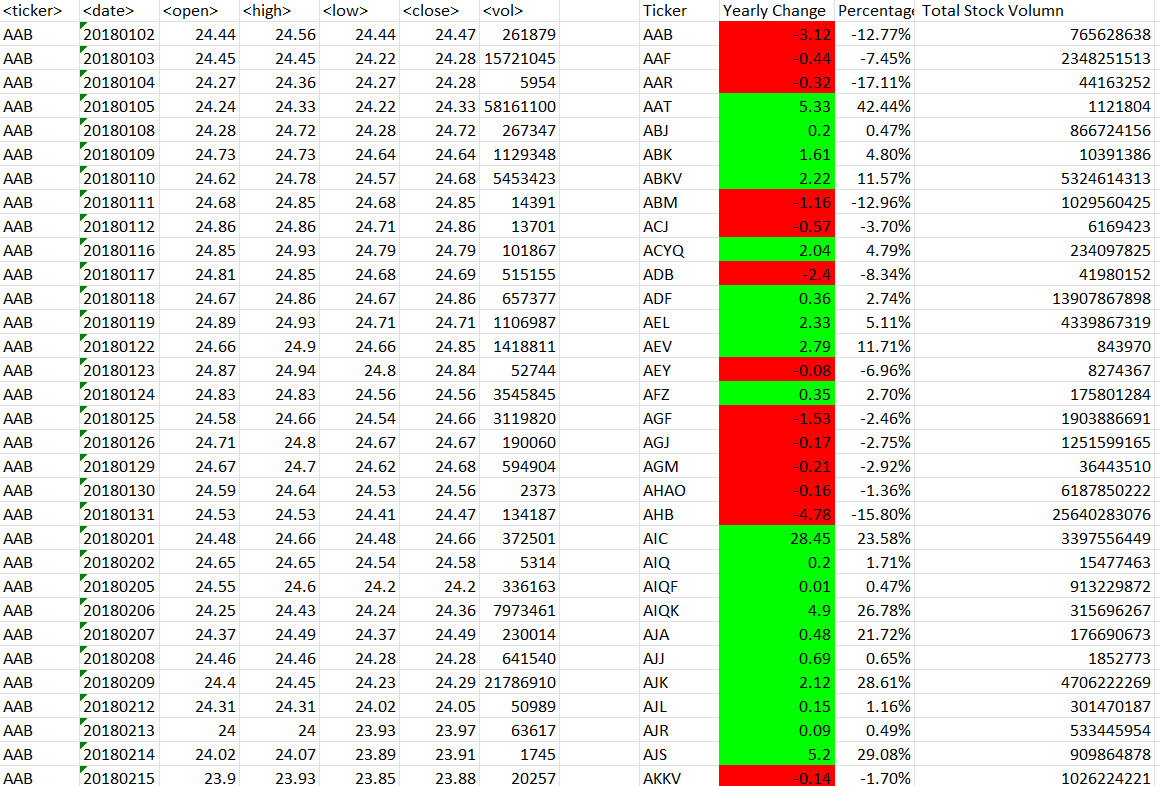 <ticker> <date> <open> <high> <low> <close> <vol> Ticker Yearly Change Percentage Total Stock Volumn
AAB 20180102 24.44 24.56 24.44 24.47 261879 AAB -3.12 -12.77% 765628638
AAB 20180103 24.45 24.45 24.22 24.28 15721045 AAF -0.44 -7.45% 2348251513
AAB 20180104 24.27 24.36 24.27 24.28 5954 AAR -0.32 -17.11% 44163252
AAB 20180105 24.24 24.33 24.22 24.33 58161100 AAT 5.33 42.44% 1121804
AAB 20180108 24.28 24.72 24.28 24.72 267347 ABJ 0.2 0.47% 866724156
AAB 20180109 24.73 24.73 24.64 24.64 1129348 ABK 1.61 4.80% 10391386
AAB 20180110 24.62 24.78 24.57 24.68 5453423 ABKV 2.22 11.57% 5324614313
AAB 20180111 24.68 24.85 24.68 24.85 14391 ABM -1.16 -12.96% 1029560425
AAB 20180112 24.86 24.86 24.71 24.86 13701 ACJ -0.57 -3.70% 6169423
AAB 20180116 24.85 24.93 24.79 24.79 101867 ACYQ 2.04 4.79% 234097825
AAB 20180117 24.81 24.85 24.68 24.69 515155 ADB -2.4 -8.34% 41980152
AAB 20180118 24.67 24.86 24.67 24.86 657377 ADF 0.36 2.74% 13907867898
AAB 20180119 24.89 24.93 24.71 24.71 1106987 AEL 2.33 5.11% 4339867319
AAB 20180122 24.66 24.9 24.66 24.85 1418811 AEV 2.79 11.71% 843970
AAB 20180123 24.87 24.94 24.8 24.84 52744 AEY -0.08 -6.96% 8274367
AAB 20180124 24.83 24.83 24.56 24.56 3545845 AFZ 0.35 2.70% 175801284
AAB 20180125 24.58 24.66 24.54 24.66 3119820 AGF -1.53 -2.46% 1903886691
AAB 20180126 24.71 24.8 24.67 24.67 190060 AGJ -0.17 -2.75% 1251599165
AAB 20180129 24.67 24.7 24.62 24.68 594904 AGM -0.21 -2.92% 36443510
AAB 20180130 24.59 24.64 24.53 24.56 2373 AHAO -0.16 -1.36% 6187850222
AAB 20180131 24.53 24.53 24.41 24.47 134187 AHB -4.78 -15.80% 25640283076
AAB 20180201 24.48 24.66 24.48 24.66 372501 AIC 28.45 23.58% 3397556449
AAB 20180202 24.65 24.65 24.54 24.58 5314 AIQ 0.2 1.71% 15477463
AAB 20180205 24.55 24.6 24.2 24.2 336163 AIQF 0.01 0.47% 913229872
AAB 20180206 24.25 24.43 24.24 24.36 7973461 AIQK 4.9 26.78% 315696267
AAB 20180207 24.37 24.49 24.37 24.49 230014 AJA 0.48 21.72% 176690673
AAB 20180208 24.46 24.46 24.28 24.28 641540 AJJ 0.69 0.65% 1852773
AAB 20180209 24.4 24.45 24.23 24.29 21786910 AJK 2.12 28.61% 4706222269
AAB 20180212 24.31 24.31 24.02 24.05 50989 AJL 0.15 1.16% 301470187
AAB 20180213 24 24 23.93 23.97 63617 AJR 0.09 0.49% 533445954
AAB 20180214 24.02 24.07 23.89 23.91 1745 AJS 5.2 29.08% 909864878
AAB 20180215 23.9 23.93 23.85 23.88 20257 AKKV -0.14 -1.70% 1026224221